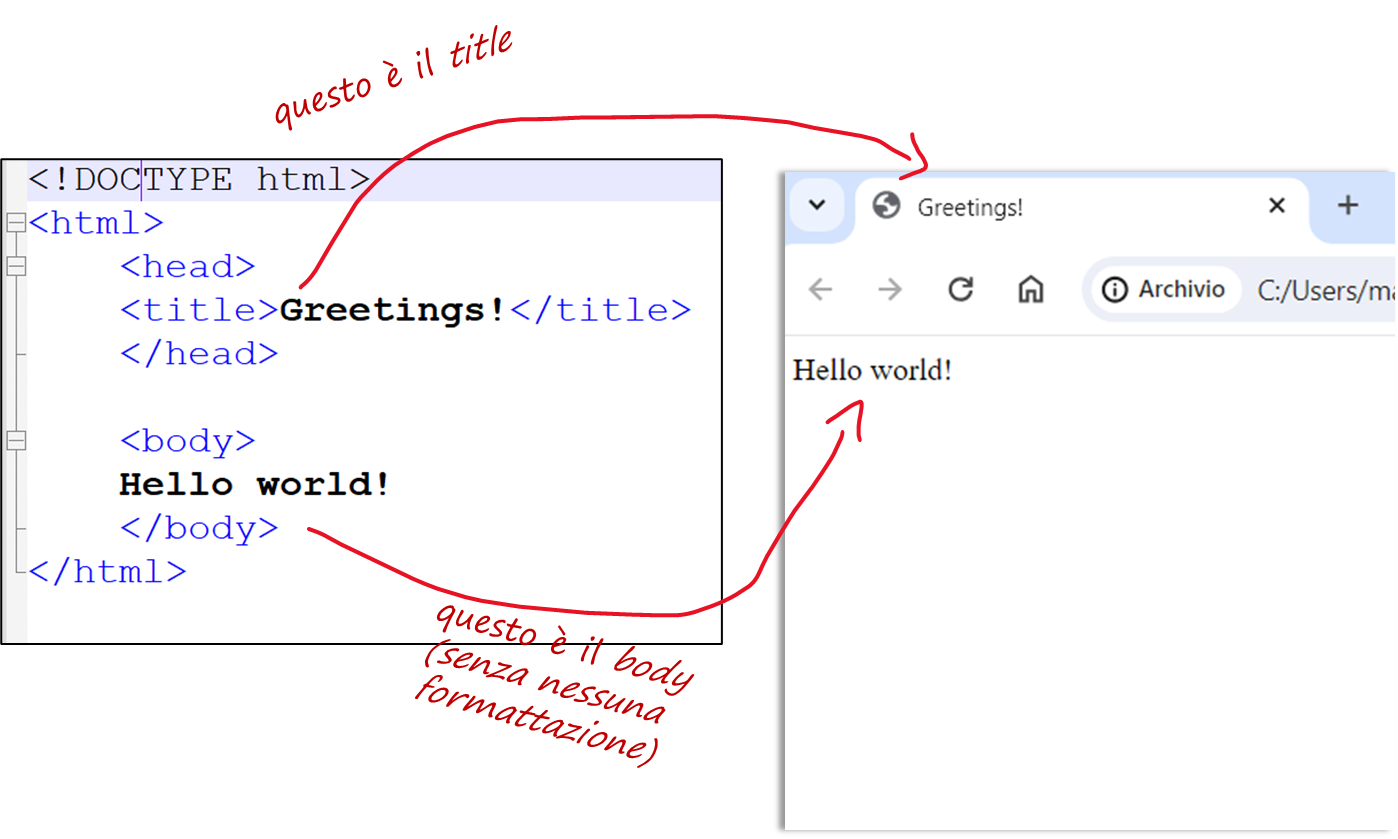 questo è il title
<!DOCTYPE html>
<html>
<head>
<title>Greetings!</title>
</head>
<body>
Hello world!
</body>
</html>
questo è il body
(senza nessuna
formattazione)
Greetings!
Archivio C:/Users/ma
Hello world!